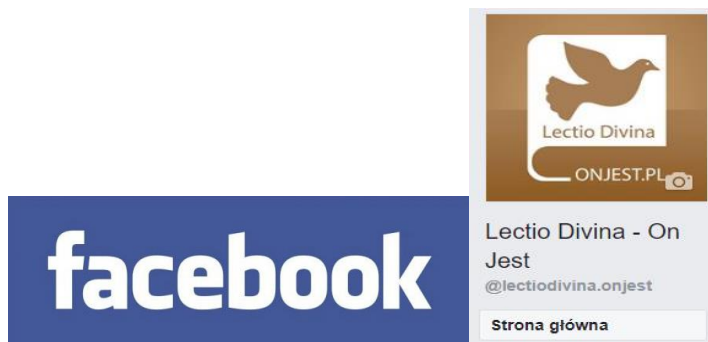 facebook
Lectio Divina
ONJEST.PL
Lectio Divina - On
Jest
@lectiodivina.onjest
Strona główna